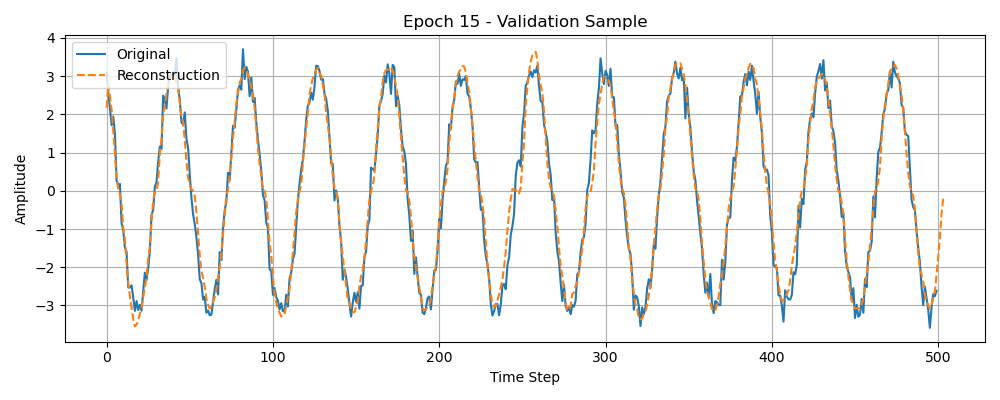 Epoch 15 - Validation Sample
Original
Reconstruction
Amplitude
4
3
2
1
0
−1
−2
−3
0 100 200 300 400 500
Time Step